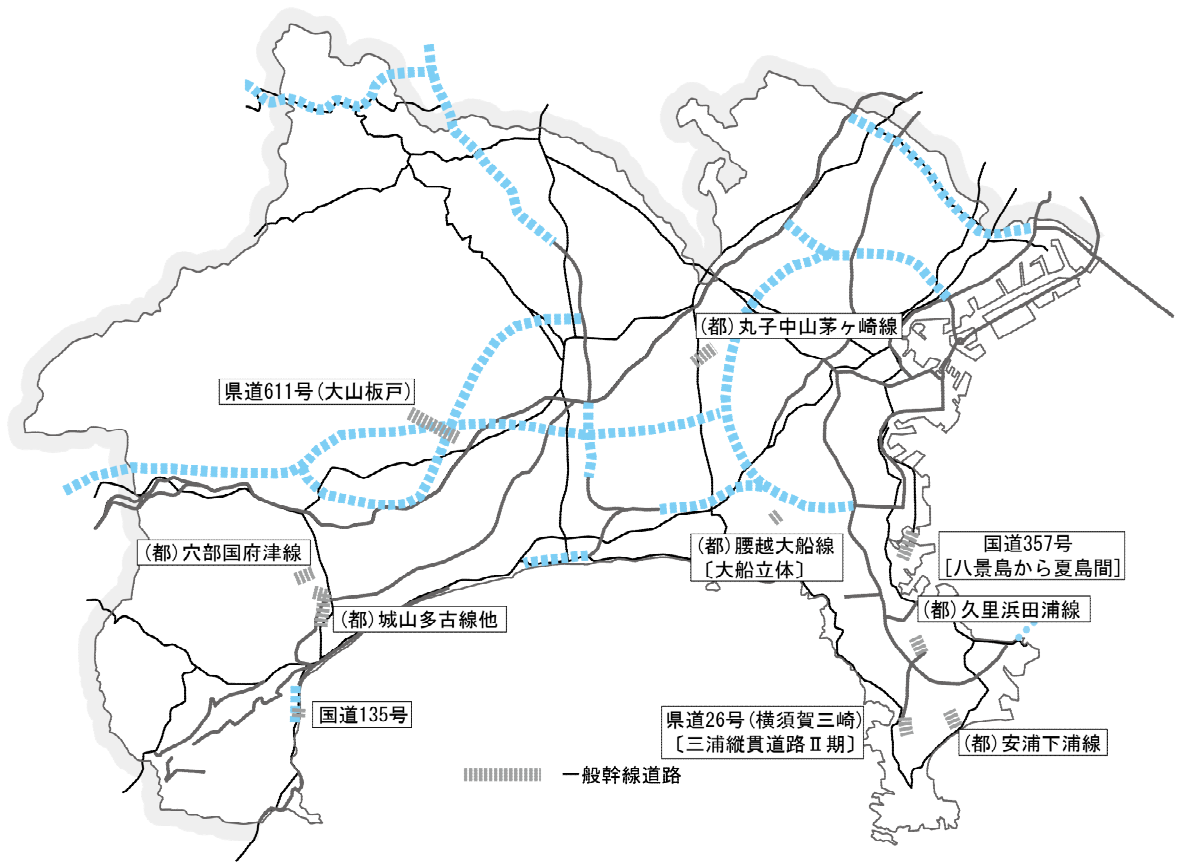 (都)丸子中山茅ヶ崎線
県道611号(大山板戸)
(都)穴部国府津線
(都)腰越大船線
〔大船立体〕
国道357号
[八景島から夏島間]
(都)久里浜田浦線
(都)城山多古線他
国道135号
県道26号(横須賀三崎)
〔三浦縦貫道路Ⅱ期〕
(都)安浦下浦線
一般幹線道路